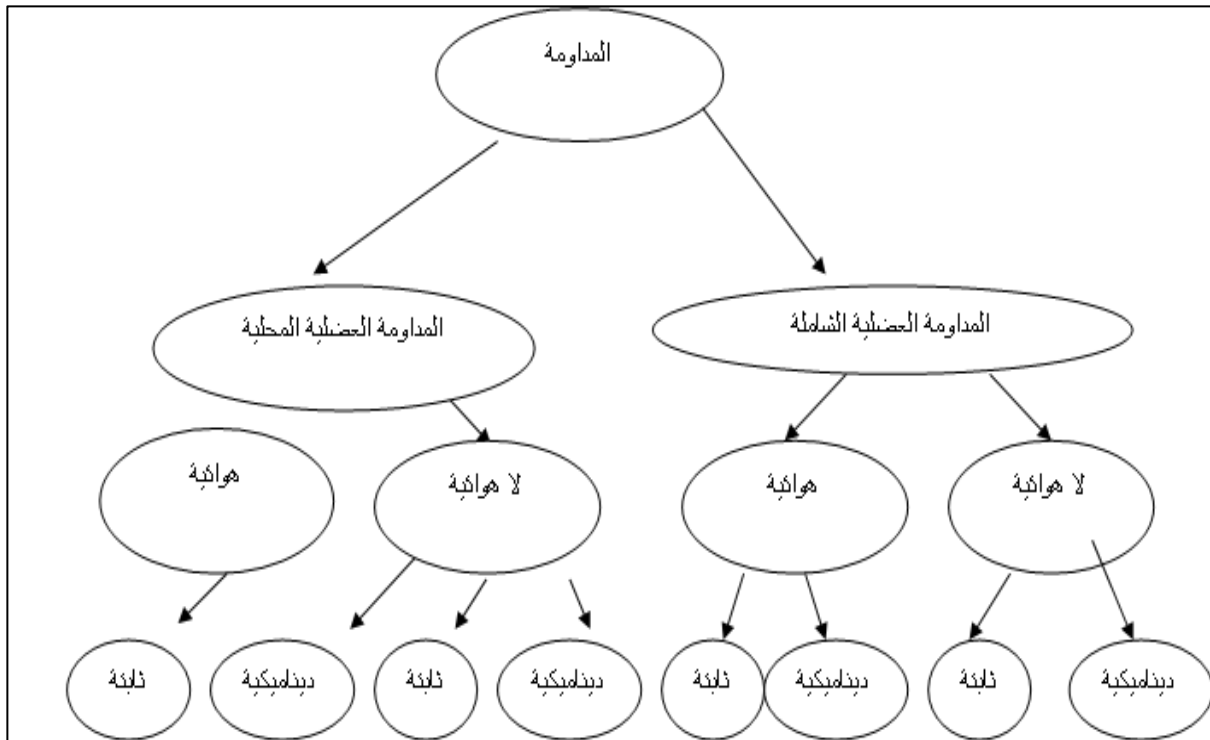 المداومة
المداومة العضلية الشاملة
المداومة العضلية المحلية
لا هوائية
هوائية
لا هوائية
هوائية
ديناميكية
ثابتة
ديناميكية
ثابتة
ديناميكية
ثابتة
ديناميكية
ثابتة